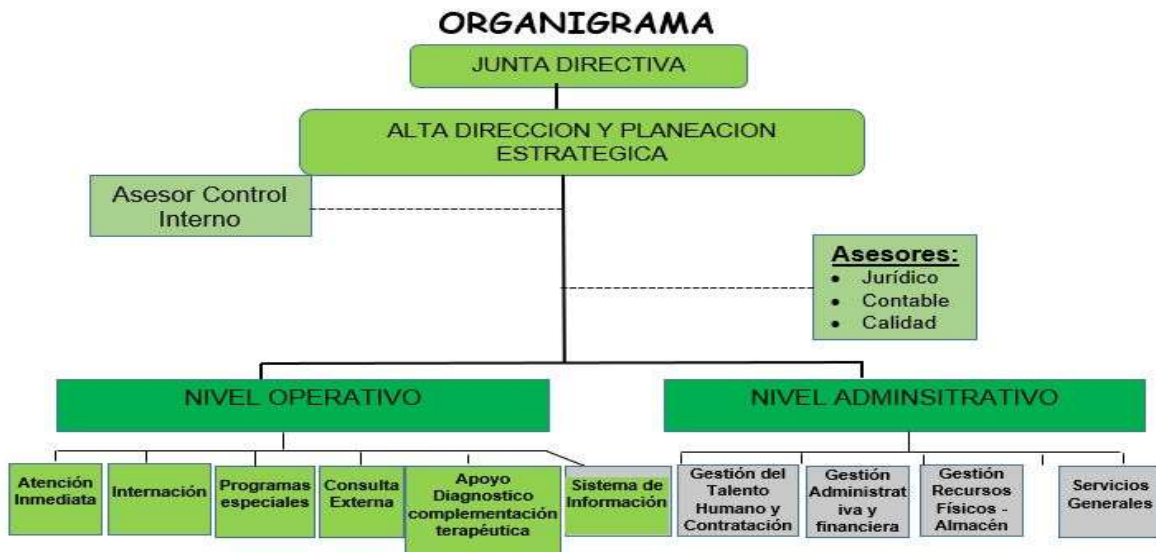 ORGANIGRAMA
JUNTA DIRECTIVA
ALTA DIRECCION Y PLANEACION
ESTRATEGICA
Asesor Control
Interno
Asesores:
• Jurídico
• Contable
• Calidad
NIVEL OPERATIVO
NIVEL ADMINSITRATIVO
Atención
Inmediata
Internación
Programas
especiales
Consulta
Externa
Apoyo
Diagnostico
complementación
terapéutica
Sistema de
Información
Gestión del
Talento
Humano y
Contratación
Gestión
Administrat
iva y
financiera
Gestión
Recursos
Físicos -
Almacén
Servicios
Generales